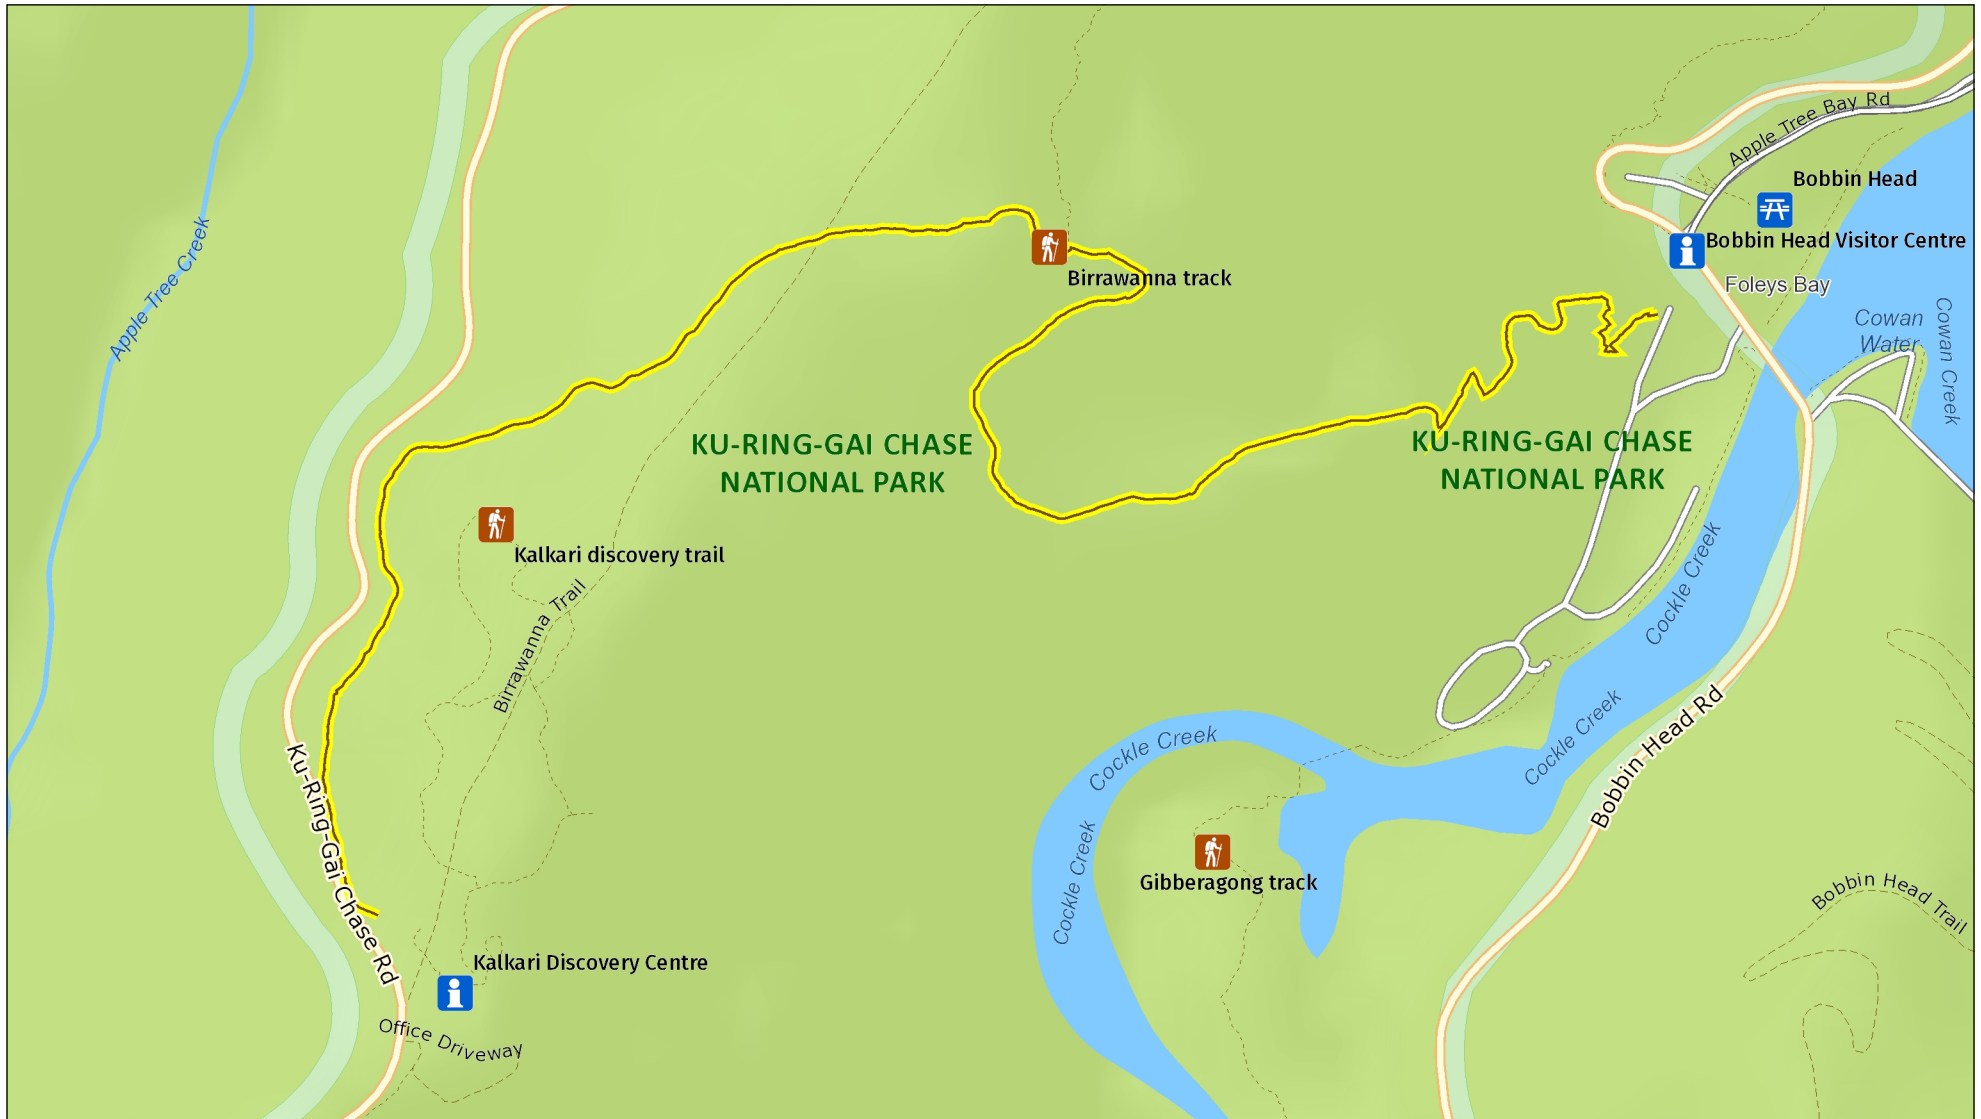 Apple Tree Bay Rd
Bobbin Head
Bobbin Head Visitor Centre
Foleys Bay
Cowan
Water
Cowan Creek
Apple Tree Creek
Birrawanna track
KU-RING-GAI CHASE
NATIONAL PARK
KU-RING-GAI CHASE
NATIONAL PARK
Kalkari discovery trail
Birrawanna Trail
Cockle Creek
Cockle Creek
Cockle Creek
Cockle Creek
Bobbin Head Rd
Ku-Ring-Gai Chase Rd
Gibberagong track
Bobbin Head Trail
Kalkari Discovery Centre
Office Driveway